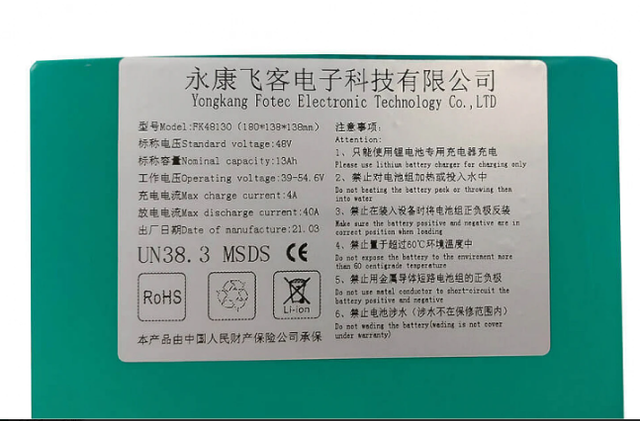 永康飞客电子科技有限公司
Yongkang Fotec Electronic Technology Co.,LTD
型号Model:FK48130 (180*138*138mm)
标称电压Standard voltage:48V
标称容量Nominal capacity:13Ah
工作电压Operating voltage:39-54.6V
充电电流Max charge current:4A
放电电流Max discharge current:40A
出厂日期Date of manufacture:21.03
UN38.3 MSDS CE
RoHS
Li-ion
本产品由中国人民财产保险公司承保
注意事项:
Attention:
1、只能使用锂电池专用充电器充电
Please use lithium battery charger for charging only
2、禁止对电池组加热或投入水中
Do not heating the battery pack or throwing then
into water
3、禁止在装入设备时将电池组正负极反装
Make sure the battery positive and negative are in
correct position when loading
4、禁止置于超过60℃环境温度中
Do not expose the battery to the enviroment more
than 60 centigrade temperature
5、禁止用金属导体短路电池组的正负极
Do not use metal conductor to short-circuit the
battery positive and negative
6、禁止电池涉水（涉水不在保修范围内）
Do not wading the battery(wading is not cover
under warranty)